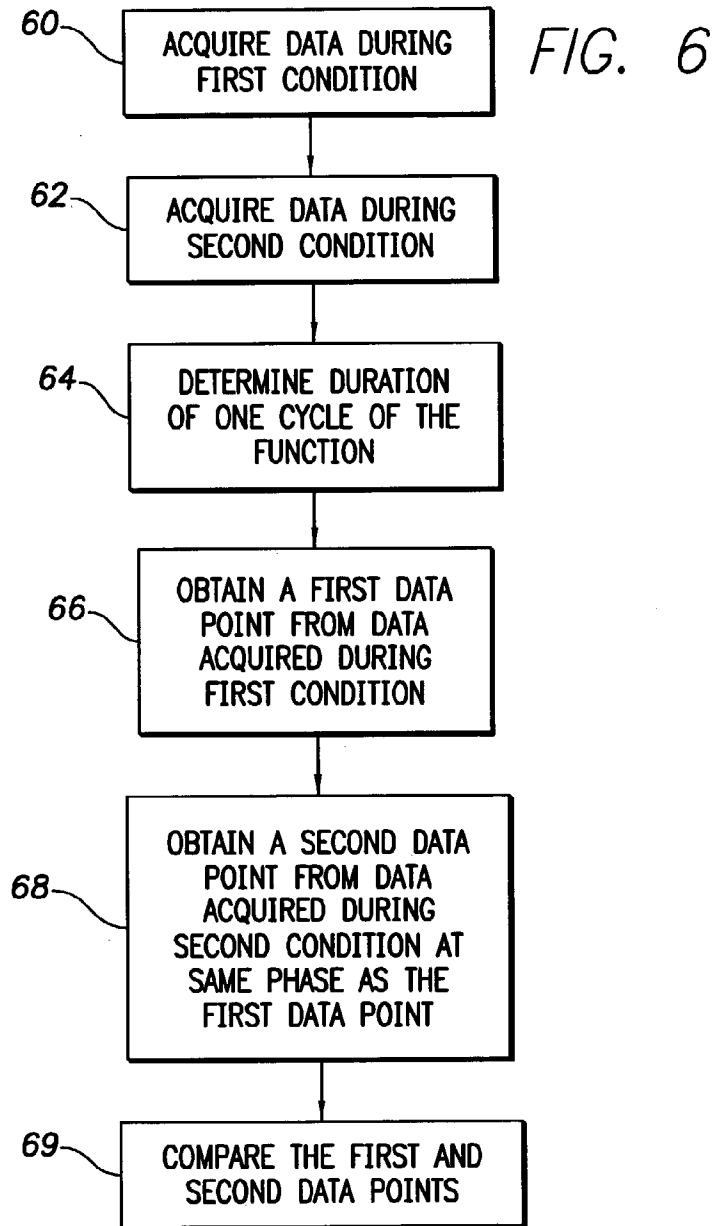 FIG. 6
60
ACQUIRE DATA DURING
FIRST CONDITION
62
ACQUIRE DATA DURING
SECOND CONDITION
64
DETERMINE DURATION
OF ONE CYCLE OF THE
FUNCTION
66
OBTAIN A FIRST DATA
POINT FROM DATA
ACQUIRED DURING
FIRST CONDITION
68
OBTAIN A SECOND DATA
POINT FROM DATA
ACQUIRED DURING
SECOND CONDITION AT
SAME PHASE AS THE
FIRST DATA POINT
69
COMPARE THE FIRST AND
SECOND DATA POINTS